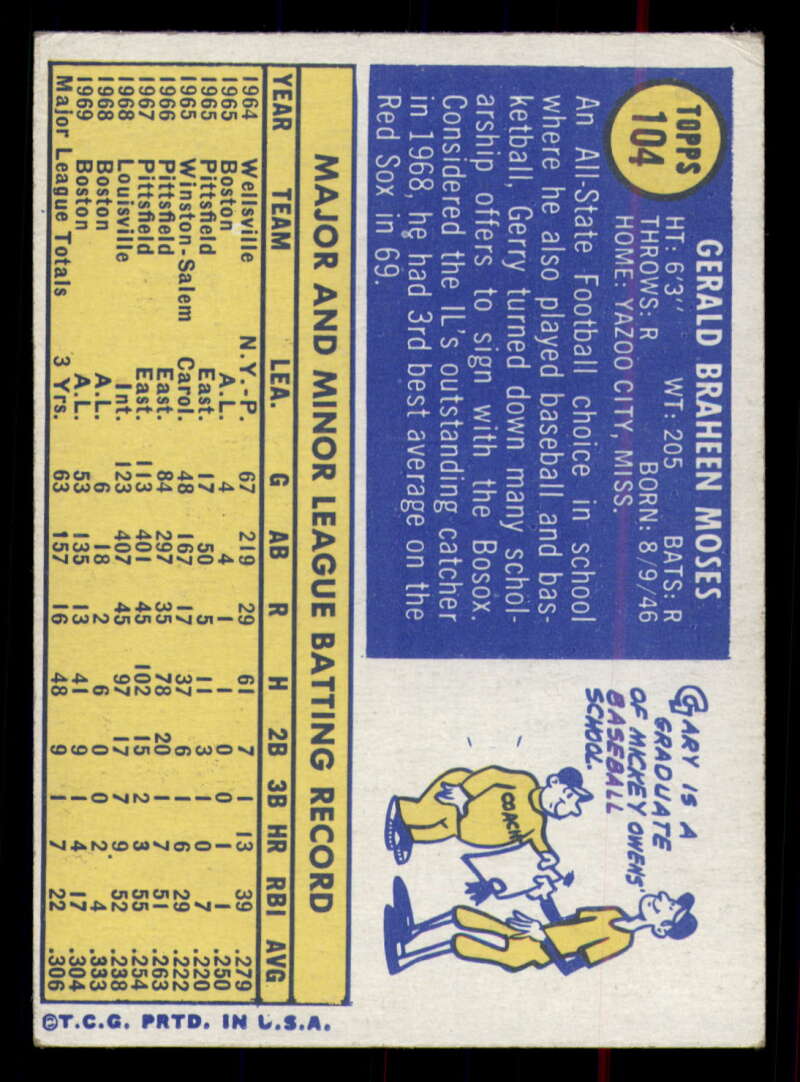 TOPPS
104
GERALD BRAHEEN MOSES
HT: 6'3" WT: 205 BATS: R
THROWS: R BORN: 8/9/46
HOME: YAZOO CITY, MISS.
An All-State Football choice in school
where he also played baseball and bas-
ketball, Gerry turned down many schol-
arship offers to sign with the Bosox.
Considered the IL's outstanding catcher
in 1968, he had 3rd best average on the
Red Sox in 69.
GARY IS A
GRADUATE
OF MICKEY OWENS'
BASEBALL
SCHOOL.
COACH
MAJOR AND MINOR LEAGUE BATTING RECORD
YEAR TEAM LEA. G AB R H 2B 3B HR RBI AVG
1964 Wellsville N.Y.-P. 67 219 29 61 7 1 13 39 .279
1965 Boston A.L. 4 4 1 1 0 0 1 1 .250
1965 Pittsfield East. 17 50 5 11 3 1 0 7 .220
1965 Winston-Salem Carol. 48 167 17 37 6 1 6 29 .222
1966 Pittsfield East. 84 297 35 78 20 1 7 51 .263
1967 Pittsfield East. 113 401 45 102 15 2 3 55 .254
1968 Louisville Int. 123 407 45 97 17 7 9 52 .238
1968 Boston A.L. 6 18 2 6 0 0 2 4 .333
1969 Boston A.L. 53 135 13 41 9 1 4 17 .304
Major League Totals 3 Yrs. 63 157 16 48 9 1 7 22 .306
©T.C.G. PRTD. IN U.S.A.